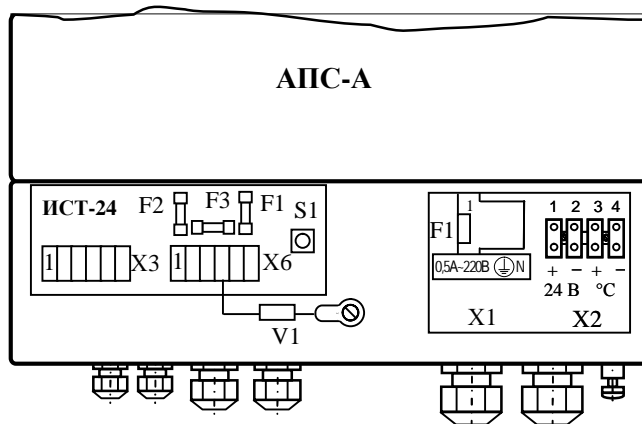 АПС-А
ИСТ-24
F2
F3
F1
S1
1
X3
1
X6
V1
F1
1
0,5А~220В N
1 2 3 4
+ − + −
24 В °С
X1
X2